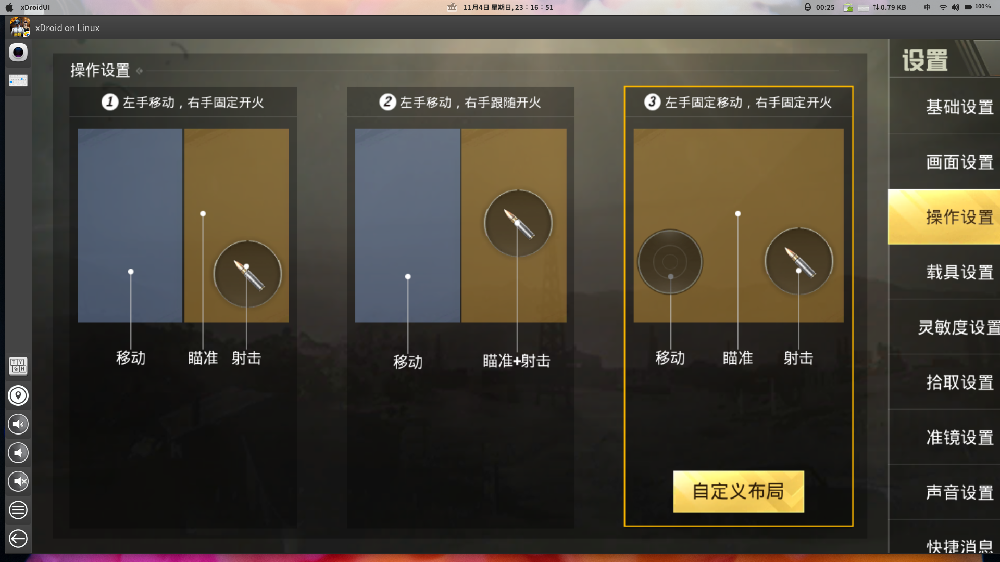 xDroidUI
11月4日 星期日, 23：16：51
00:25
0.79 KB
中
100%
xDroid on Linux
操作设置
设置
1 左手移动，右手固定开火
2 左手移动，右手跟随开火
3 左手固定移动，右手固定开火
移动
瞄准
射击
移动
瞄准+射击
移动
瞄准
射击
自定义布局
基础设置
画面设置
操作设置
载具设置
灵敏度设置
拾取设置
准镜设置
声音设置
快捷消息
T Y
G H